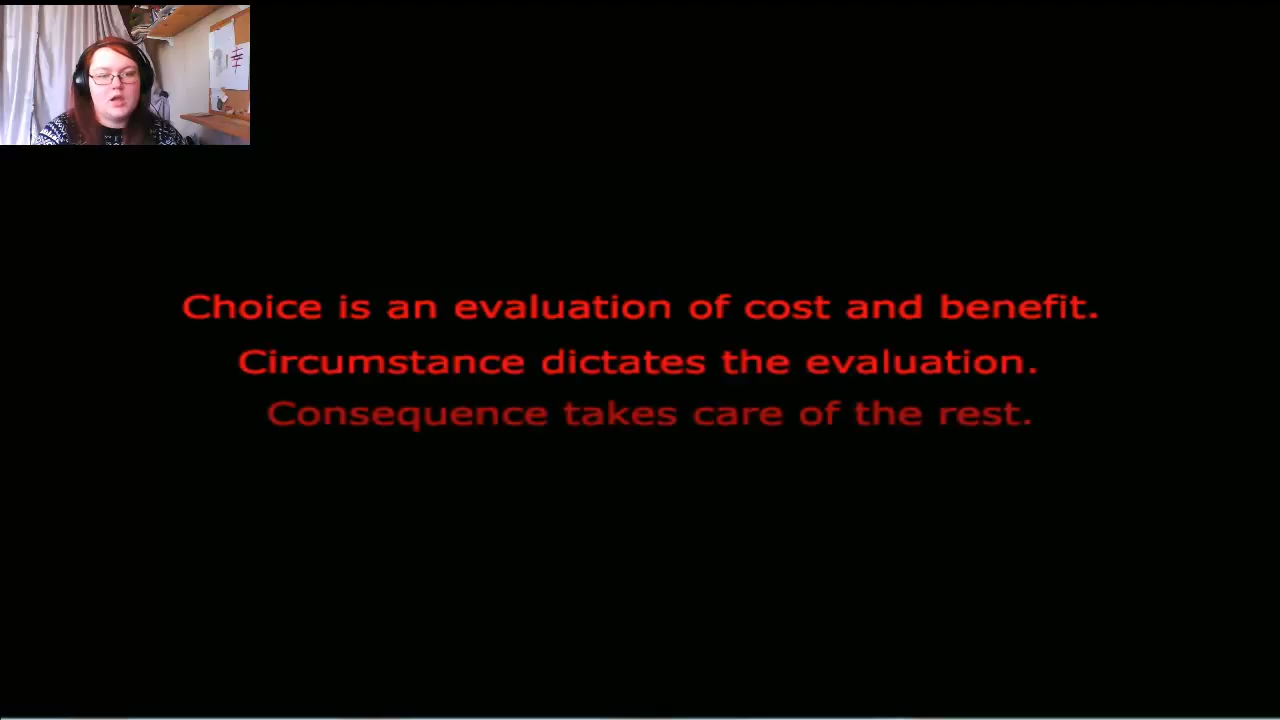 Choice is an evaluation of cost and benefit.
Circumstance dictates the evaluation.
Consequence takes care of the rest.